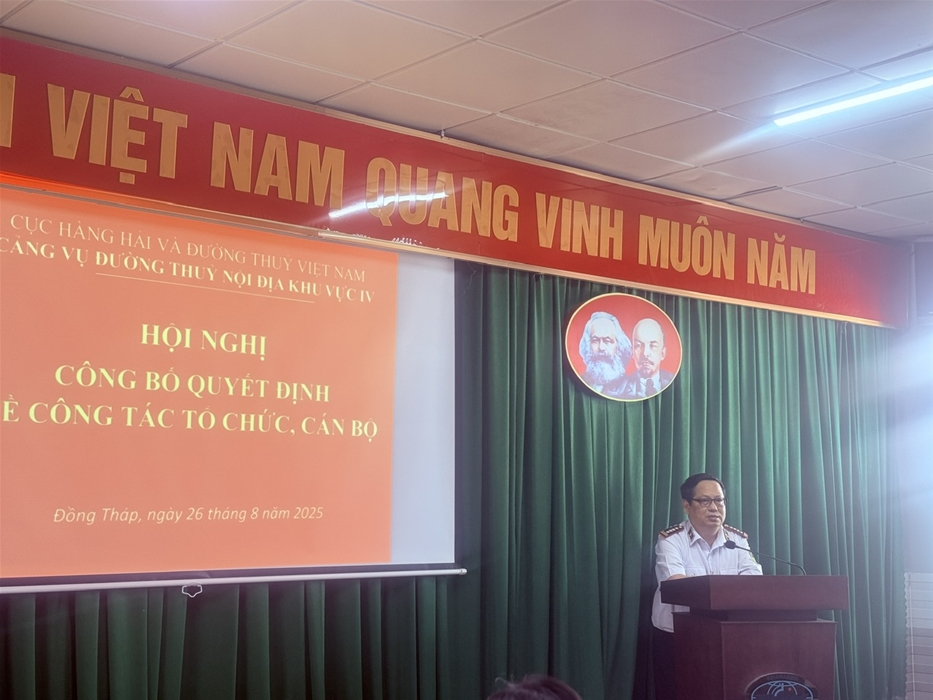 VIỆT NAM QUANG VINH MUÔN NĂM
CỤC HÀNG HẢI VÀ ĐƯỜNG THUỶ VIỆT NAM
CẢNG VỤ ĐƯỜNG THUỶ NỘI ĐỊA KHU VỰC IV
HỘI NGHỊ
CÔNG BỐ QUYẾT ĐỊNH
Ề CÔNG TÁC TỔ CHỨC, CÁN BỘ
Đồng Tháp, ngày 26 tháng 8 năm 2025